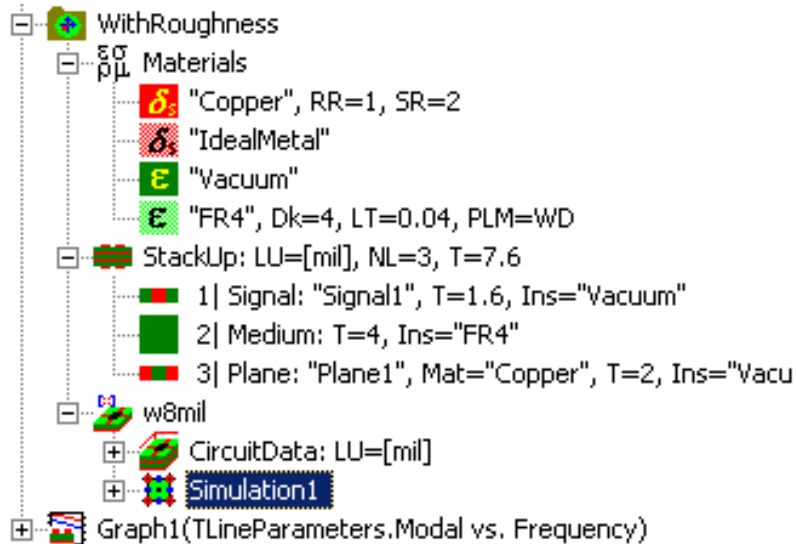 WithRoughness
εσ
ρμ Materials
δs "Copper", RR=1, SR=2
δs "IdealMetal"
ε "Vacuum"
ε "FR4", Dk=4, LT=0.04, PLM=WD
StackUp: LU=[mil], NL=3, T=7.6
1| Signal: "Signal1", T=1.6, Ins="Vacuum"
2| Medium: T=4, Ins="FR4"
3| Plane: "Plane1", Mat="Copper", T=2, Ins="Vacu
w8mil
CircuitData: LU=[mil]
Simulation1
Graph1(TLineParameters.Modal vs. Frequency)